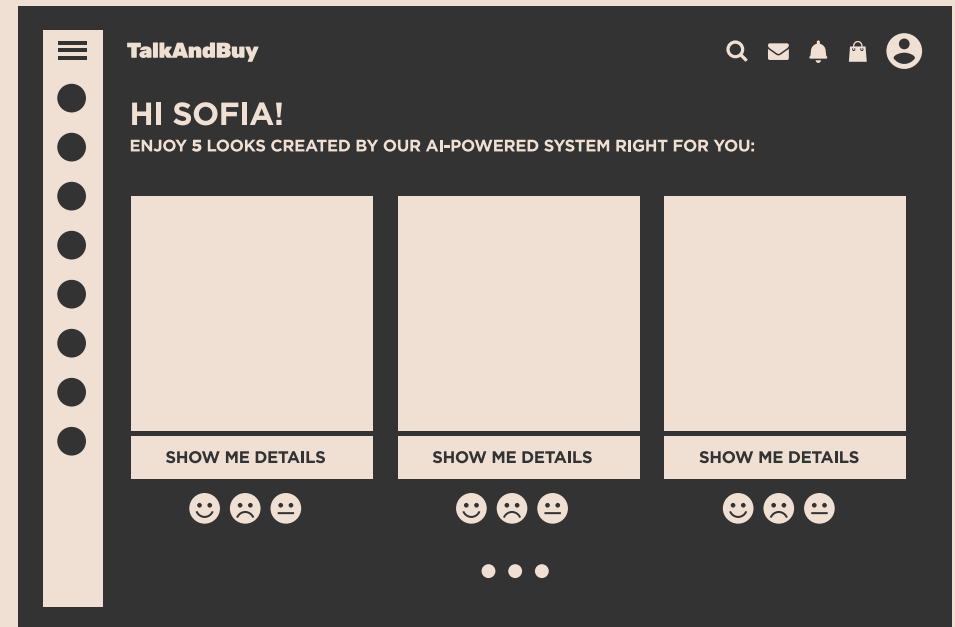 TalkAndBuy
HI SOFIA!
ENJOY 5 LOOKS CREATED BY OUR AI-POWERED SYSTEM RIGHT FOR YOU:
SHOW ME DETAILS
SHOW ME DETAILS
SHOW ME DETAILS